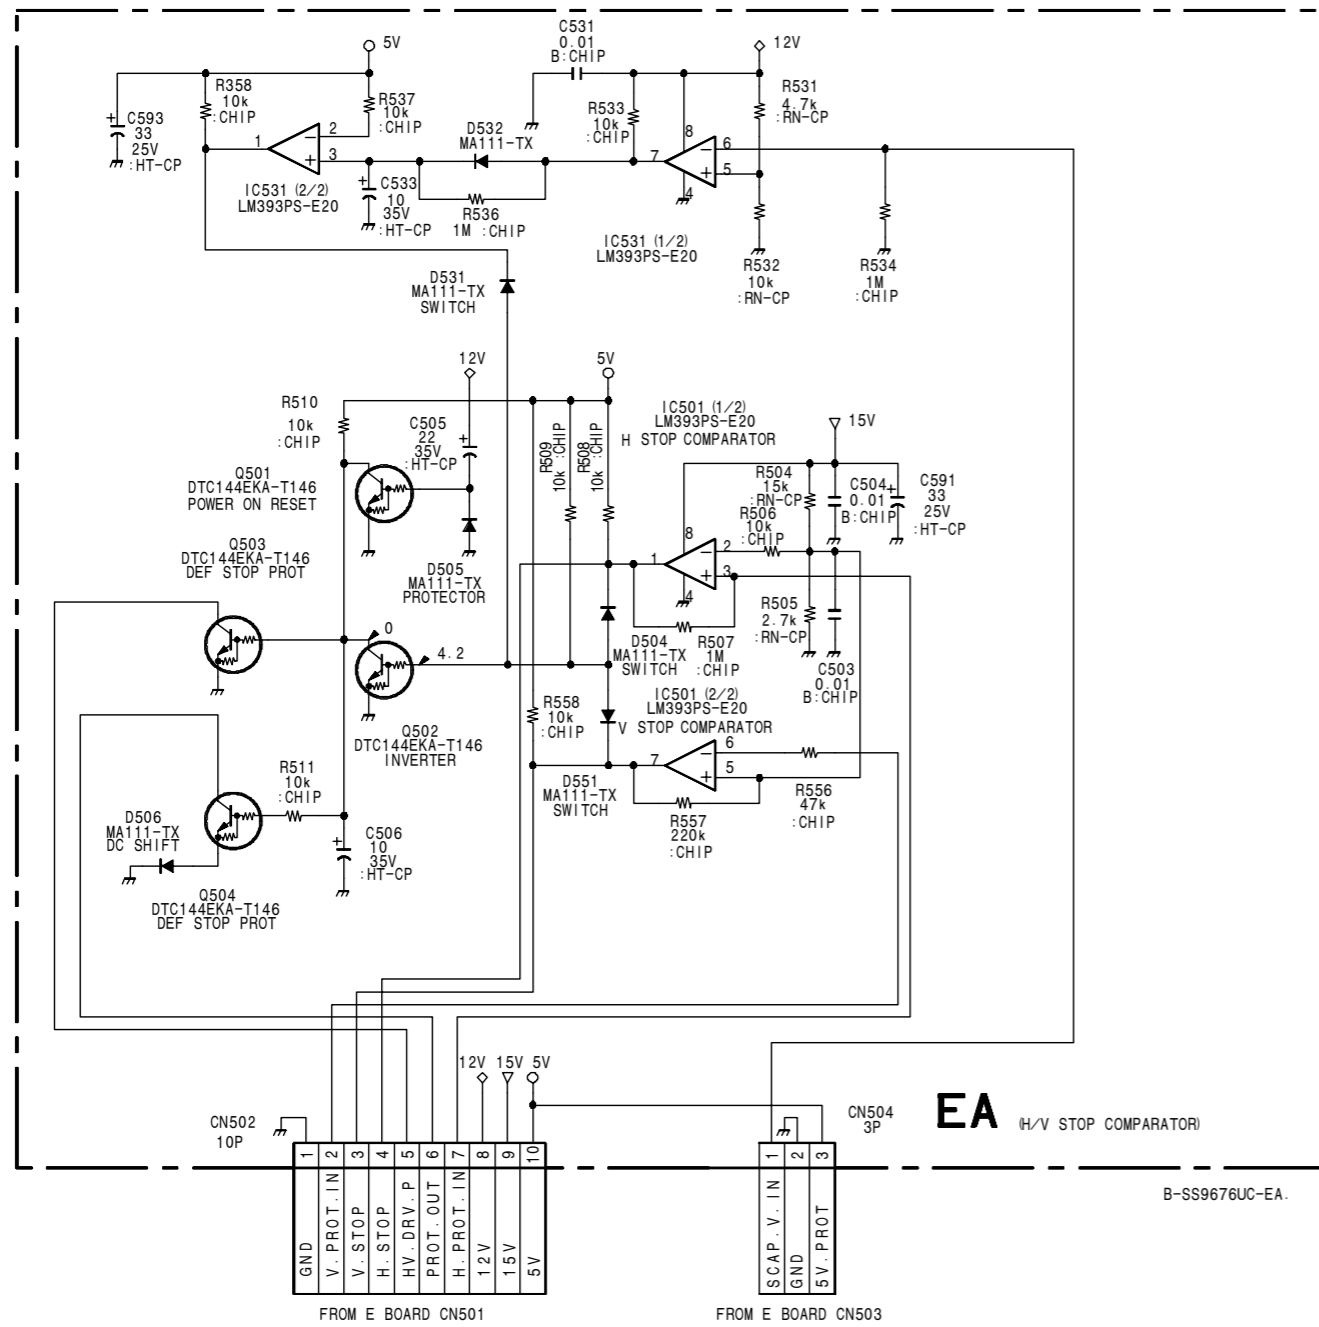 C531
0.01
B:CHIP
5V
12V
R358
10k
:CHIP
R537
10k
:CHIP
R531
4.7k
:RN-CP
R533
10k
:CHIP
+
C593
33
25V
:HT-CP
D532
MA111-TX
1
2
3
−
+
8
7
6
5
4
−
+
IC531 (2/2)
LM393PS-E20
+
C533
10
35V
:HT-CP
R536
1M :CHIP
IC531 (1/2)
LM393PS-E20
R532
10k
:RN-CP
R534
1M
:CHIP
D531
MA111-TX
SWITCH
12V
5V
R510
10k
:CHIP
C505
22
35V
:HT-CP
+
R509
10k :CHIP
R508
10k :CHIP
IC501 (1/2)
LM393PS-E20
H STOP COMPARATOR
15V
Q501
DTC144EKA-T146
POWER ON RESET
R504
15k
:RN-CP
C504
0.01
B:CHIP
+
C591
33
25V
:HT-CP
R506
10k
:CHIP
Q503
DTC144EKA-T146
DEF STOP PROT
D505
MA111-TX
PROTECTOR
8
1
2
3
4
−
+
R505
2.7k
:RN-CP
0
4.2
D504
MA111-TX
SWITCH
R507
1M
:CHIP
C503
0.01
B:CHIP
IC501 (2/2)
LM393PS-E20
V STOP COMPARATOR
R558
10k
:CHIP
Q502
DTC144EKA-T146
INVERTER
7
6
5
−
+
R511
10k
:CHIP
D551
MA111-TX
SWITCH
R556
47k
:CHIP
D506
MA111-TX
DC SHIFT
R557
220k
:CHIP
+
C506
10
35V
:HT-CP
Q504
DTC144EKA-T146
DEF STOP PROT
12V 15V 5V
CN502
10P
CN504
3P
EA (H/V STOP COMPARATOR)
1 GND
2 V.PROT.IN
3 V.STOP
4 H.STOP
5 HV.DRV.P
6 PROT.OUT
7 H.PROT.IN
8 12V
9 15V
10 5V
1 SCAP.V.IN
2 GND
3 5V.PROT
B-SS9676UC-EA.
FROM E BOARD CN501
FROM E BOARD CN503